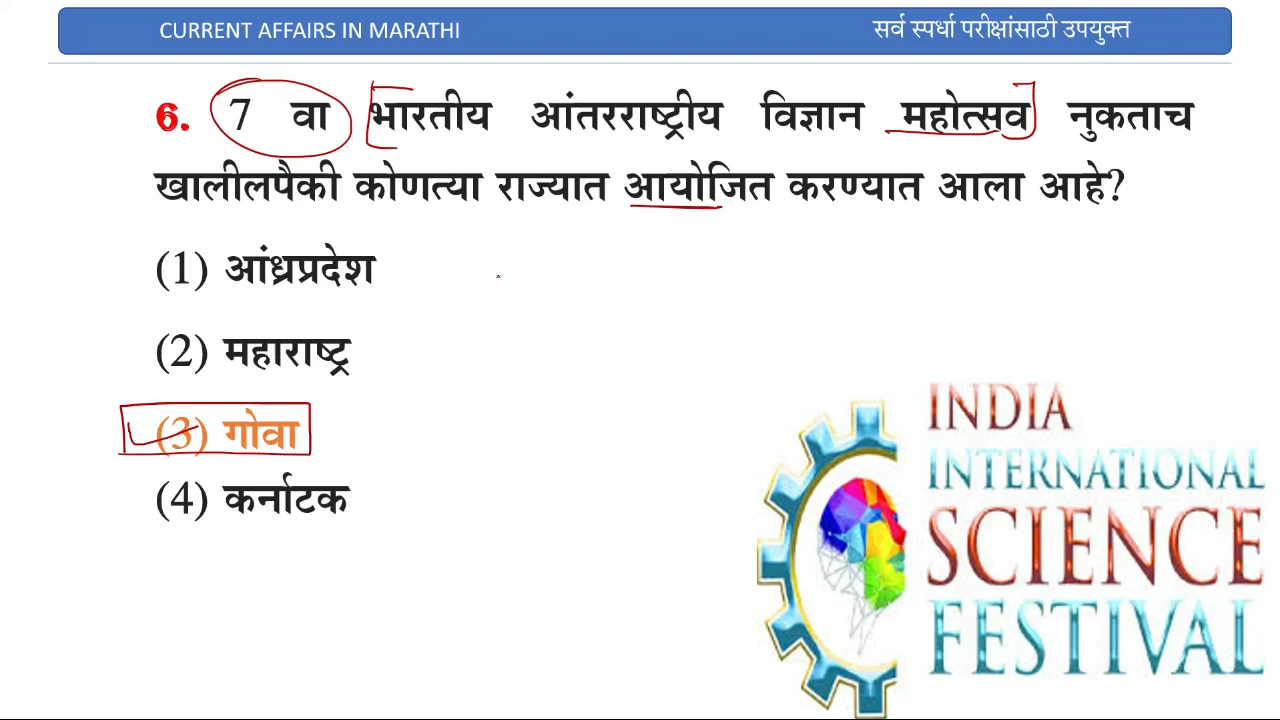 CURRENT AFFAIRS IN MARATHI
सर्व स्पर्धा परीक्षांसाठी उपयुक्त
6. 7 वा भारतीय आंतरराष्ट्रीय विज्ञान महोत्सव नुकताच
खालीलपैकी कोणत्या राज्यात आयोजित करण्यात आला आहे?
(1) आंध्रप्रदेश
(2) महाराष्ट्र
(3) गोवा
(4) कर्नाटक
INDIA
INTERNATIONAL
SCIENCE
FESTIVAL